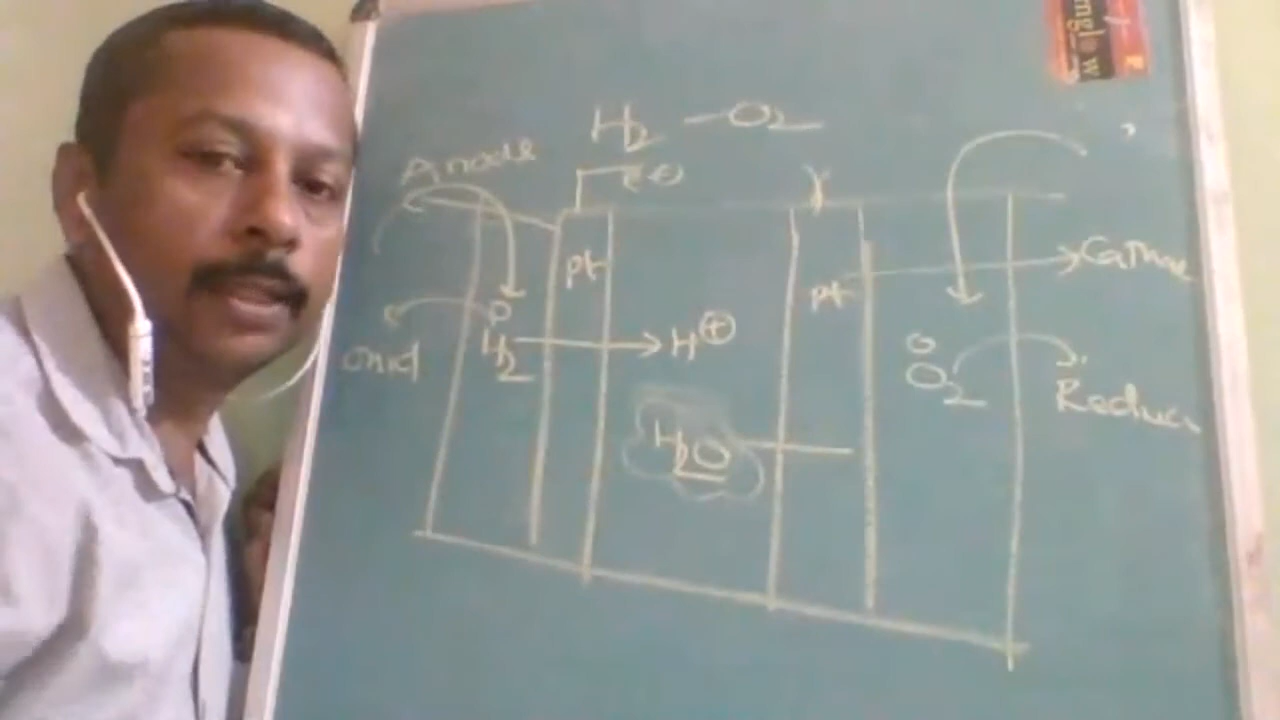 H2 - O2
Anode
e⊖
pt
pt
Cathode
O
H2
H⊕
O
O2
Oxid
Reduc
H2O